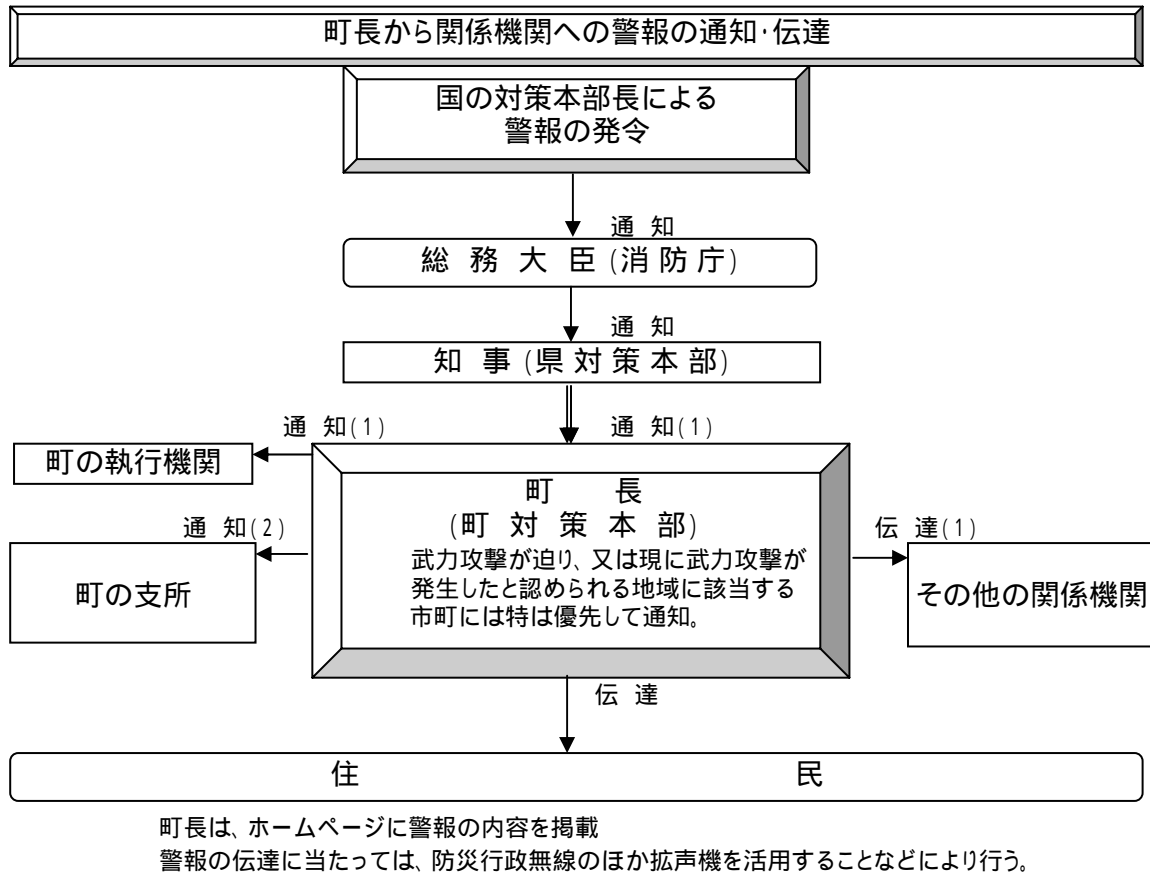 町長から関係機関への警報の通知・伝達
国の対策本部長による
警報の発令
通 知
総 務 大 臣 (消 防 庁)
通 知
知 事 (県 対 策 本 部)
通 知(1)
通 知(1)
町の執行機関
町 長
(町 対 策 本 部)
武力攻撃が迫り、又は現に武力攻撃が
発生したと認められる地域に該当する
市町には特は優先して通知。
通 知(2)
町の支所
伝 達(1)
その他の関係機関
伝 達
住 民
町長は、ホームページに警報の内容を掲載
警報の伝達に当たっては、防災行政無線のほか拡声機を活用することなどにより行う。